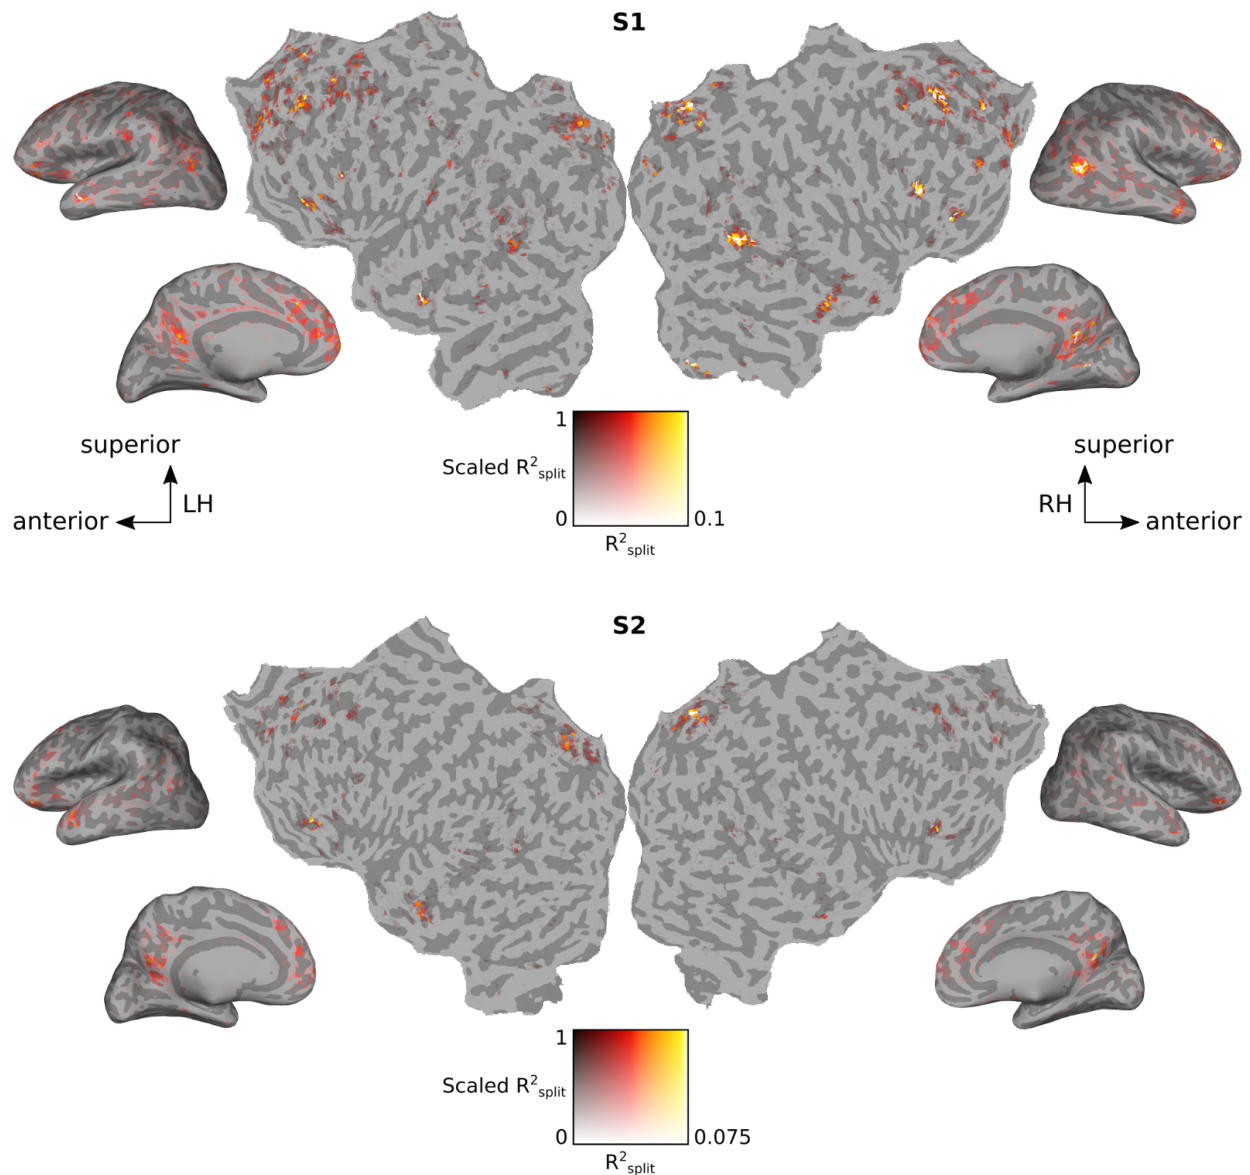 S1
superior
anterior LH
1
Scaled R²split
0 0.1
R²split
superior
RH anterior
S2
1
Scaled R²split
0 0.075
R²split